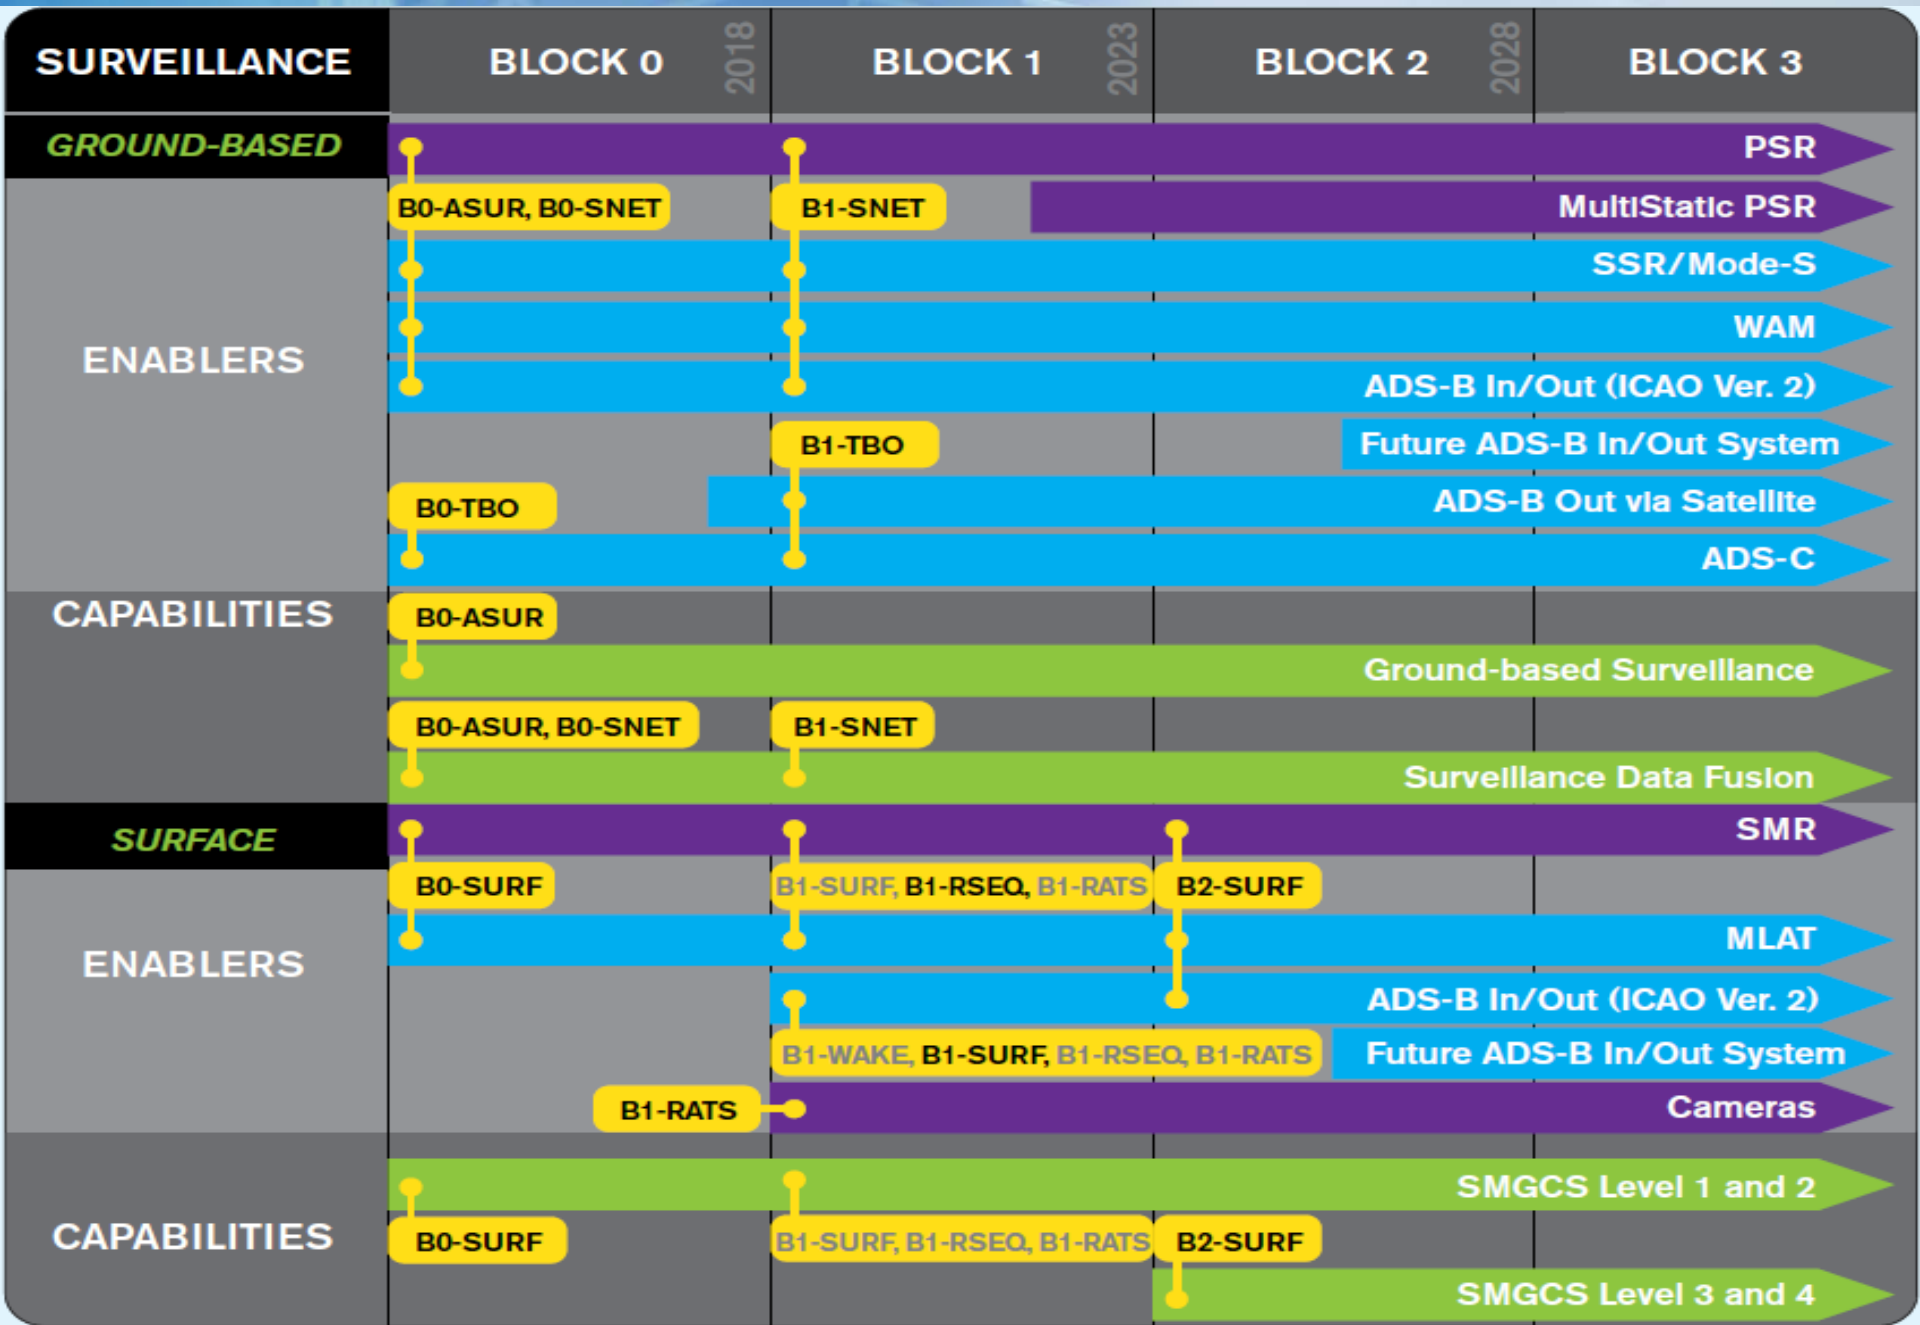 SURVEILLANCE BLOCK 0 2018 BLOCK 1 2023 BLOCK 2 2028 BLOCK 3
GROUND-BASED PSR
B0-ASUR, B0-SNET B1-SNET MultiStatic PSR
SSR/Mode-S
WAM
ENABLERS
ADS-B In/Out (ICAO Ver. 2)
B1-TBO Future ADS-B In/Out System
B0-TBO ADS-B Out via Satellite
ADS-C
CAPABILITIES B0-ASUR
Ground-based Surveillance
B0-ASUR, B0-SNET B1-SNET
Surveillance Data Fusion
SURFACE SMR
B0-SURF B1-SURF, B1-RSEQ, B1-RATS B2-SURF
MLAT
ENABLERS
ADS-B In/Out (ICAO Ver. 2)
B1-WAKE, B1-SURF, B1-RSEQ, B1-RATS Future ADS-B In/Out System
B1-RATS Cameras
SMGCS Level 1 and 2
CAPABILITIES B0-SURF B1-SURF, B1-RSEQ, B1-RATS B2-SURF
SMGCS Level 3 and 4